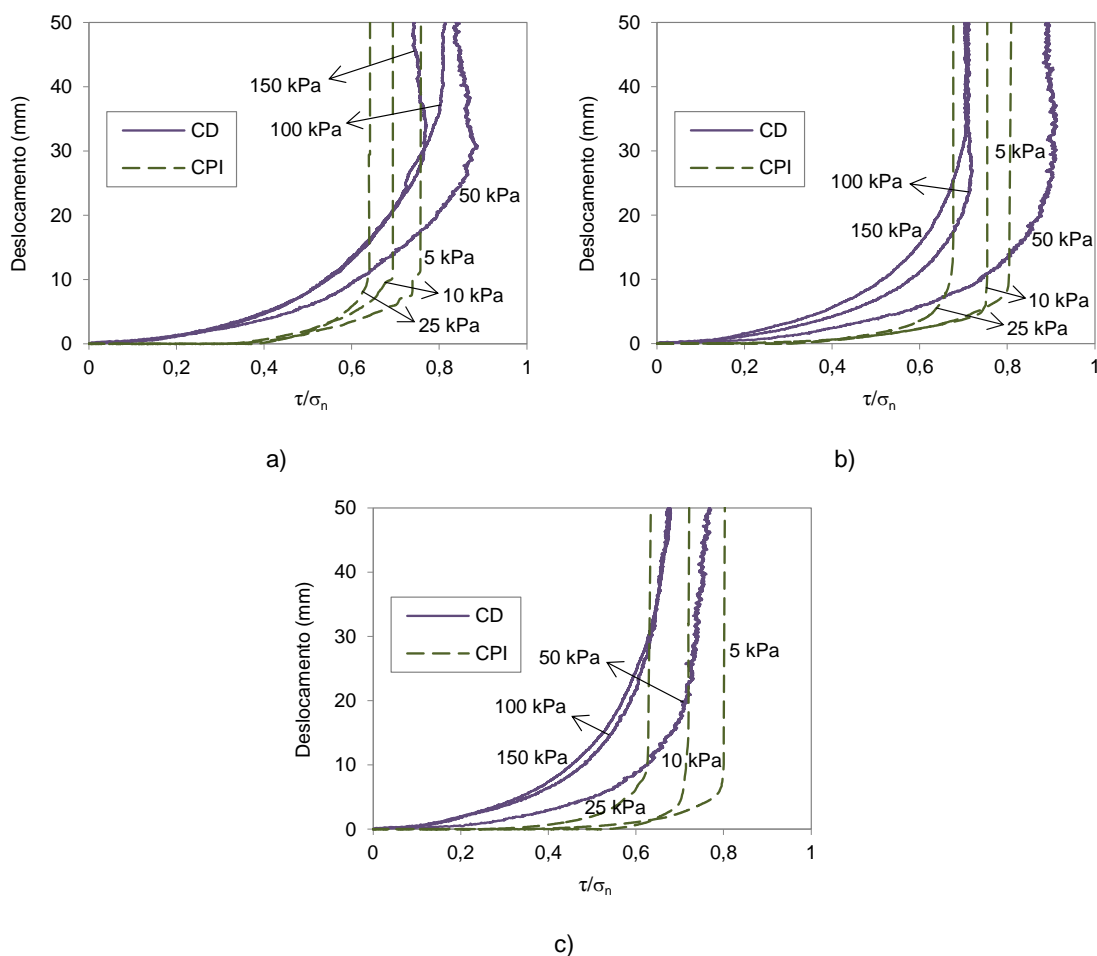 50
40
30
20
10
0
Deslocamento (mm)
150 kPa
100 kPa
CD
CPI
50 kPa
5 kPa
10 kPa
25 kPa
0
0,2
0,4
0,6
0,8
1
τ/σn
a)
50
40
30
20
10
0
Deslocamento (mm)
CD
CPI
5 kPa
100 kPa
150 kPa
50 kPa
10 kPa
25 kPa
0
0,2
0,4
0,6
0,8
1
τ/σn
b)
50
40
30
20
10
0
Deslocamento (mm)
CD
CPI
50 kPa
5 kPa
100 kPa
150 kPa
10 kPa
25 kPa
0
0,2
0,4
0,6
0,8
1
τ/σn
c)